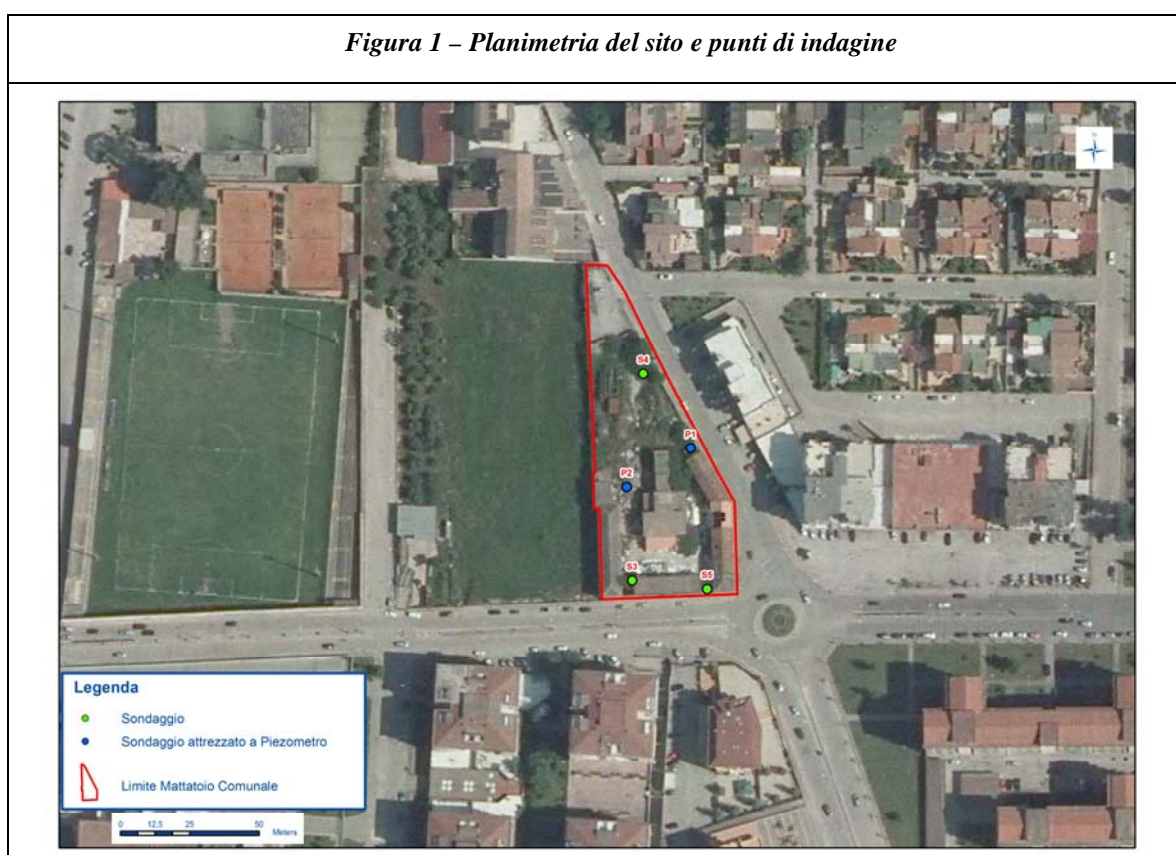 Figura 1 – Planimetria del sito e punti di indagine
S4
P1
P2
S3
S5
Legenda
Sondaggio
Sondaggio attrezzato a Piezometro
Limite Mattatoio Comunale
0 12,5 25 50
Meters